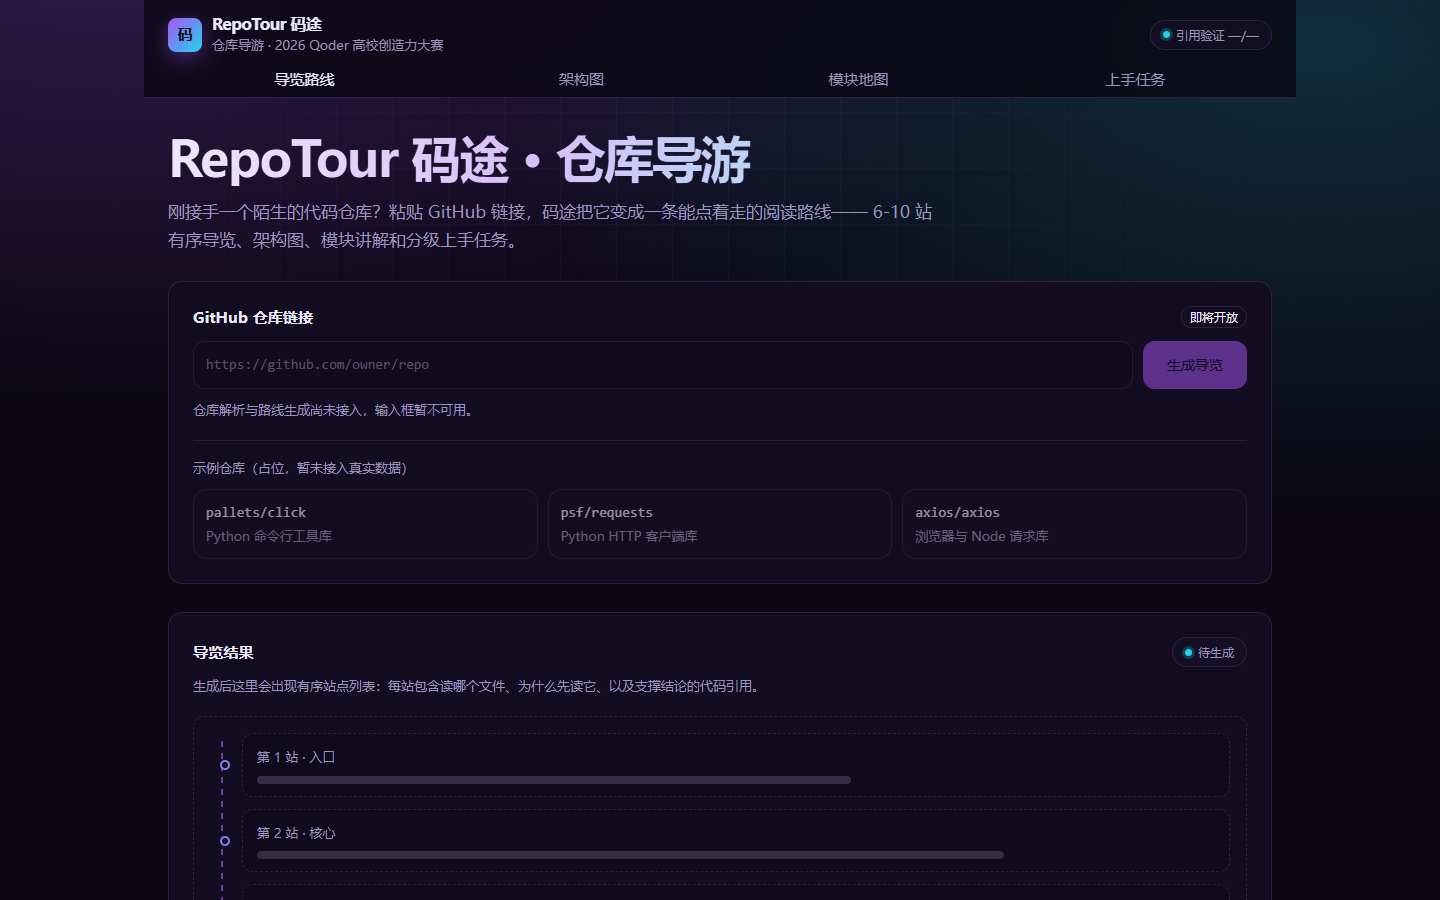 码
RepoTour 码途
仓库导游 · 2026 Qoder 高校创造力大赛
引用验证 —/—
导览路线
架构图
模块地图
上手任务
RepoTour 码途 · 仓库导游
刚接手一个陌生的代码仓库？粘贴 GitHub 链接，码途把它变成一条能点着走的阅读路线—— 6-10 站
有序导览、架构图、模块讲解和分级上手任务。
GitHub 仓库链接
即将开放
https://github.com/owner/repo
生成导览
仓库解析与路线生成尚未接入，输入框暂不可用。
示例仓库（占位，暂未接入真实数据）
pallets/click
Python 命令行工具库
psf/requests
Python HTTP 客户端库
axios/axios
浏览器与 Node 请求库
导览结果
待生成
生成后这里会出现有序站点列表：每站包含读哪个文件、为什么先读它、以及支撑结论的代码引用。
第 1 站 · 入口
第 2 站 · 核心